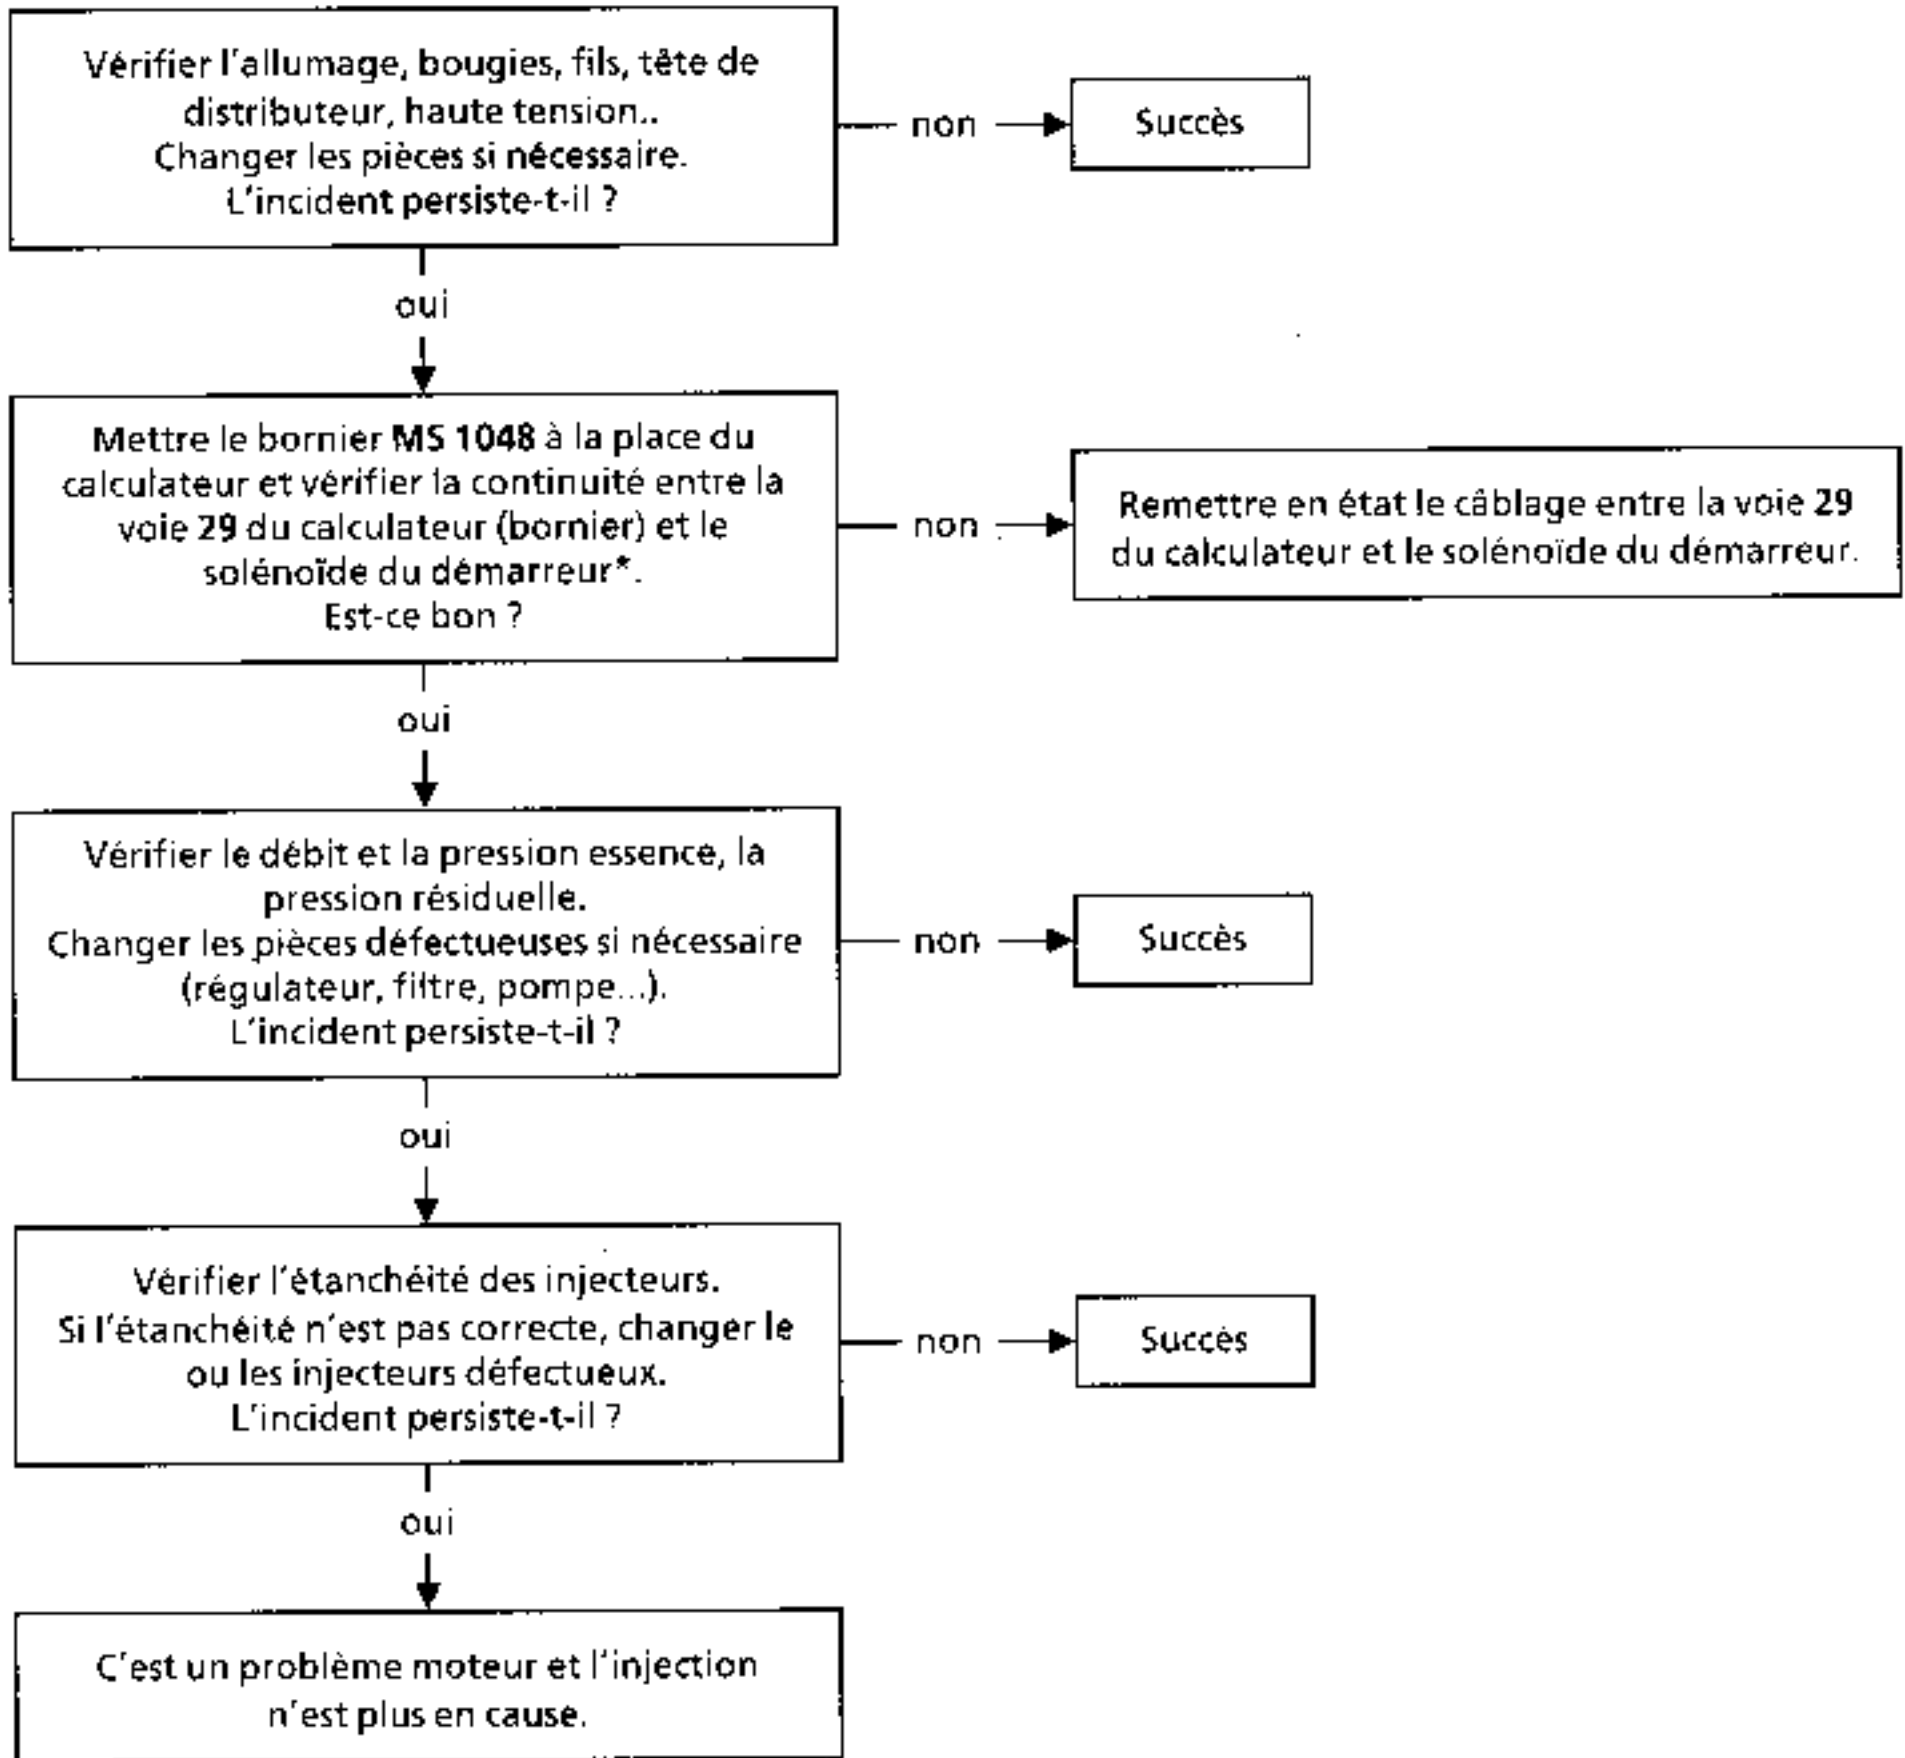 Vérifier l'allumage, bougies, fils, tête de
distributeur, haute tension..
Changer les pièces si nécessaire.
L'incident persiste-t-il ?
non
Succès
oui
Mettre le bornier MS 1048 à la place du
calculateur et vérifier la continuité entre la
voie 29 du calculateur (bornier) et le
solénoïde du démarreur*.
Est-ce bon ?
non
Remettre en état le câblage entre la voie 29
du calculateur et le solénoïde du démarreur.
oui
Vérifier le débit et la pression essence, la
pression résiduelle.
Changer les pièces défectueuses si nécessaire
(régulateur, filtre, pompe...).
L'incident persiste-t-il ?
non
Succès
oui
Vérifier l'étanchéité des injecteurs.
Si l'étanchéité n'est pas correcte, changer le
ou les injecteurs défectueux.
L'incident persiste-t-il ?
non
Succès
oui
C'est un problème moteur et l'injection
n'est plus en cause.